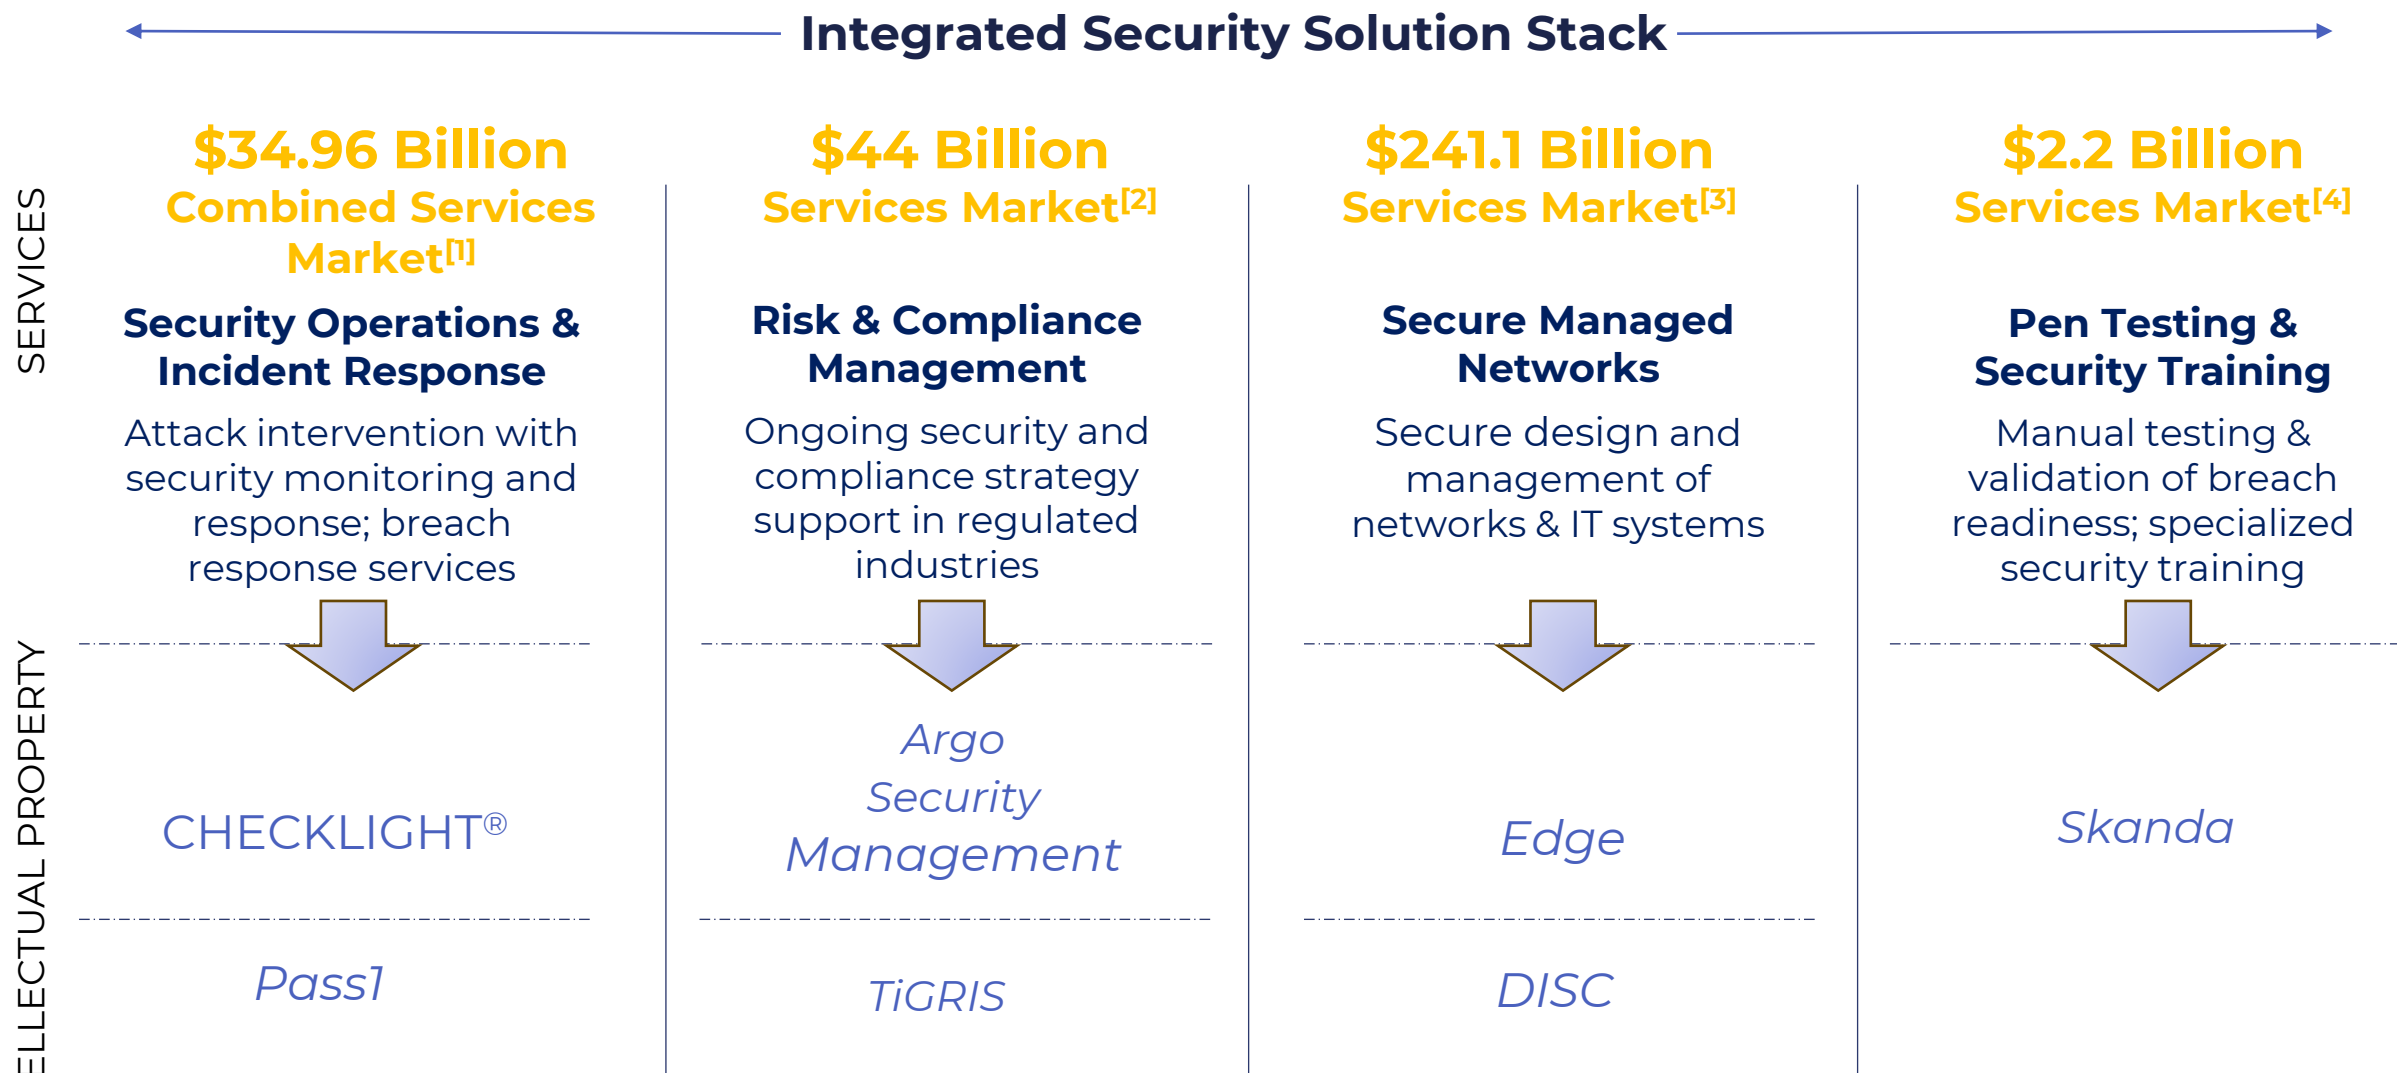 Integrated Security Solution Stack
SERVICES
$34.96 Billion
Combined Services
Market[1]
Security Operations &
Incident Response
Attack intervention with
security monitoring and
response; breach
response services
$44 Billion
Services Market[2]
Risk & Compliance
Management
Ongoing security and
compliance strategy
support in regulated
industries
$241.1 Billion
Services Market[3]
Secure Managed
Networks
Secure design and
management of
networks & IT systems
$2.2 Billion
Services Market[4]
Pen Testing &
Security Training
Manual testing &
validation of breach
readiness; specialized
security training
ELLECTUAL PROPERTY
CHECKLIGHT®
Pass1
Argo
Security
Management
TiGRIS
Edge
DISC
Skanda